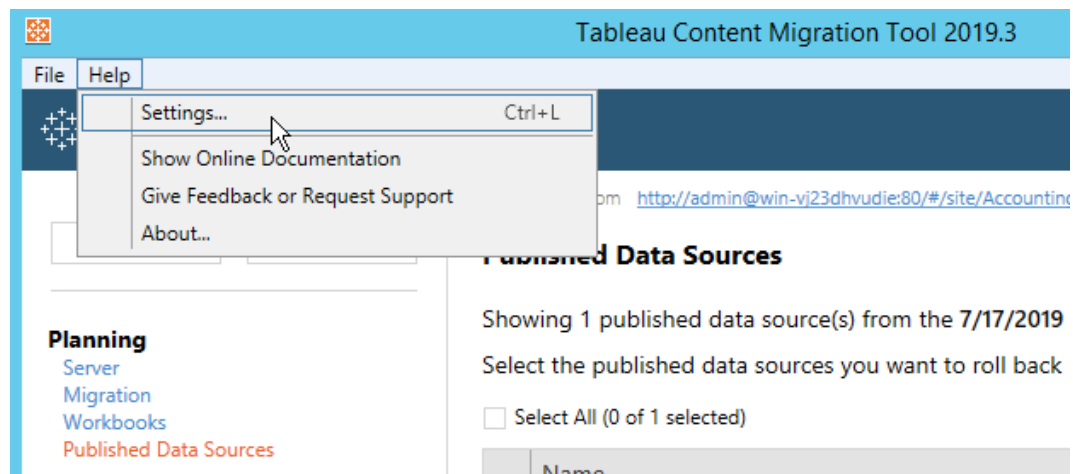 Tableau Content Migration Tool 2019.3
File Help
Settings... Ctrl+L
Show Online Documentation
Give Feedback or Request Support
About...
http://admin@win-vj23dhvudie:80/#/site/Accounting
Published Data Sources
Showing 1 published data source(s) from the 7/17/2019
Select the published data sources you want to roll back
Select All (0 of 1 selected)
Name
Planning
Server
Migration
Workbooks
Published Data Sources